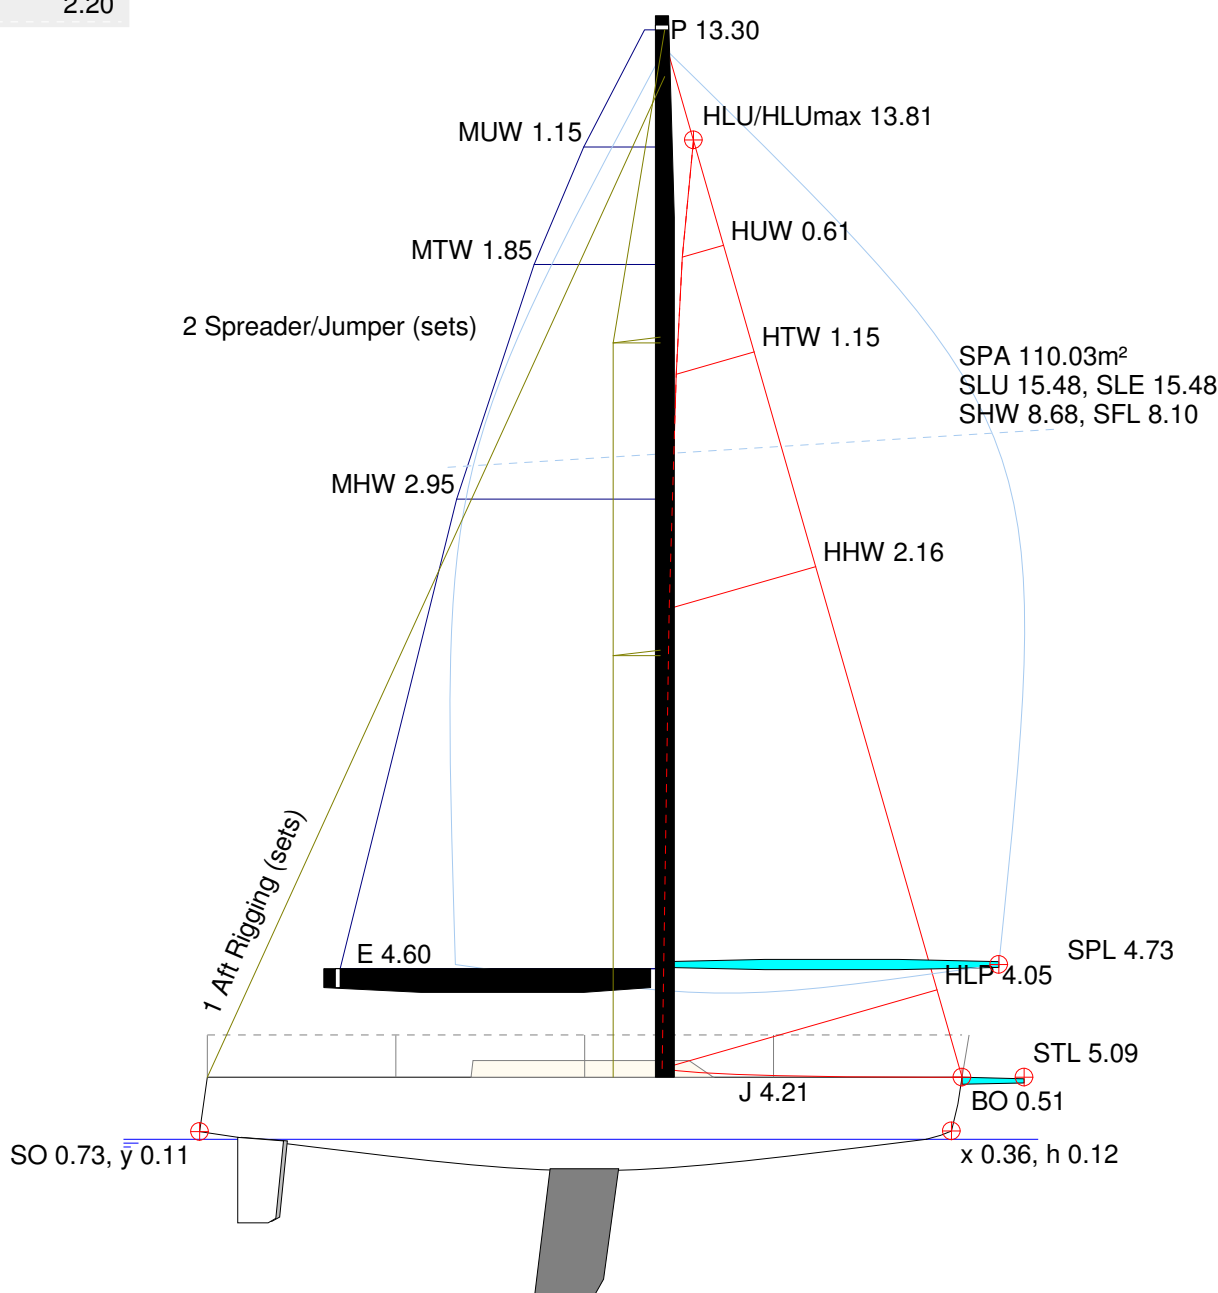 2.20
P 13.30
HLU/HLUmax 13.81
MUW 1.15
HUW 0.61
MTW 1.85
2 Spreader/Jumper (sets)
HTW 1.15
SPA 110.03m²
SLU 15.48, SLE 15.48
SHW 8.68, SFL 8.10
MHW 2.95
HHW 2.16
1 Aft Rigging (sets)
E 4.60
SPL 4.73
HLP 4.05
STL 5.09
J 4.21
BO 0.51
SO 0.73, y 0.11
x 0.36, h 0.12